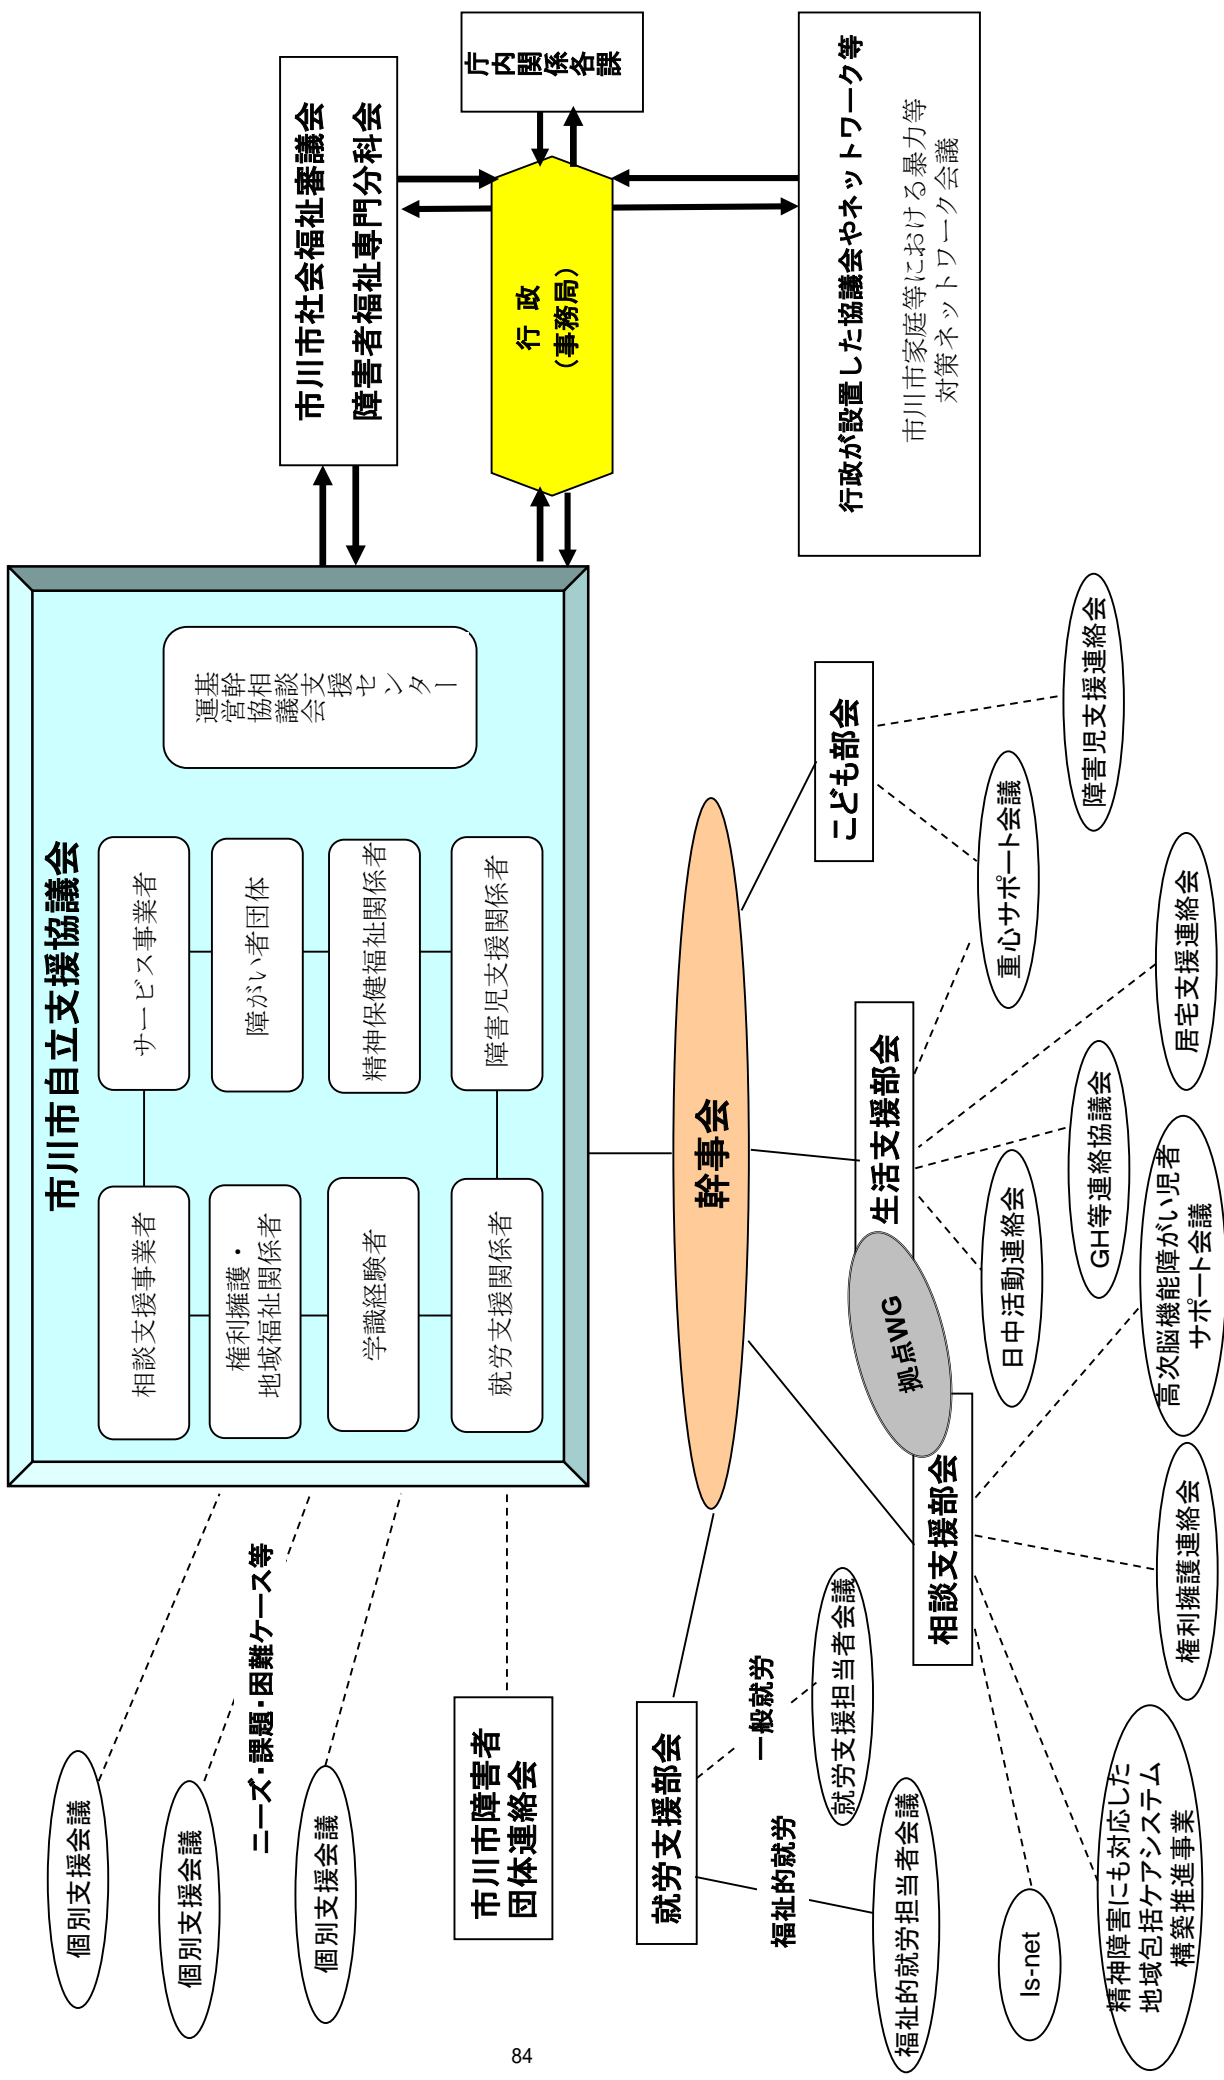 市川市自立支援協議会
個別支援会議
個別支援会議
個別支援会議
ニーズ・課題・困難ケース等
相談支援事業者
サービス事業者
権利擁護・
地域福祉関係者
障がい者団体
学識経験者
精神保健福祉関係者
就労支援関係者
障害児支援関係者
基幹相談支援センター
運営協議会
市川市社会福祉審議会
障害者福祉専門分科会
庁内関係各課
行 政
（事務局）
行政が設置した協議会やネットワーク等
市川市家庭等における暴力等
対策ネットワーク会議
市川市障害者
団体連絡会
幹事会
就労支援部会
一般就労
福祉的就労
就労支援担当者会議
福祉的就労担当者会議
相談支援部会
拠点WG
生活支援部会
こども部会
Is-net
精神障害にも対応した
地域包括ケアシステム
構築推進事業
権利擁護連絡会
高次脳機能障がい児者
サポート会議
日中活動連絡会
GH等連絡協議会
居宅支援連絡会
重心サポート会議
障害児支援連絡会
84